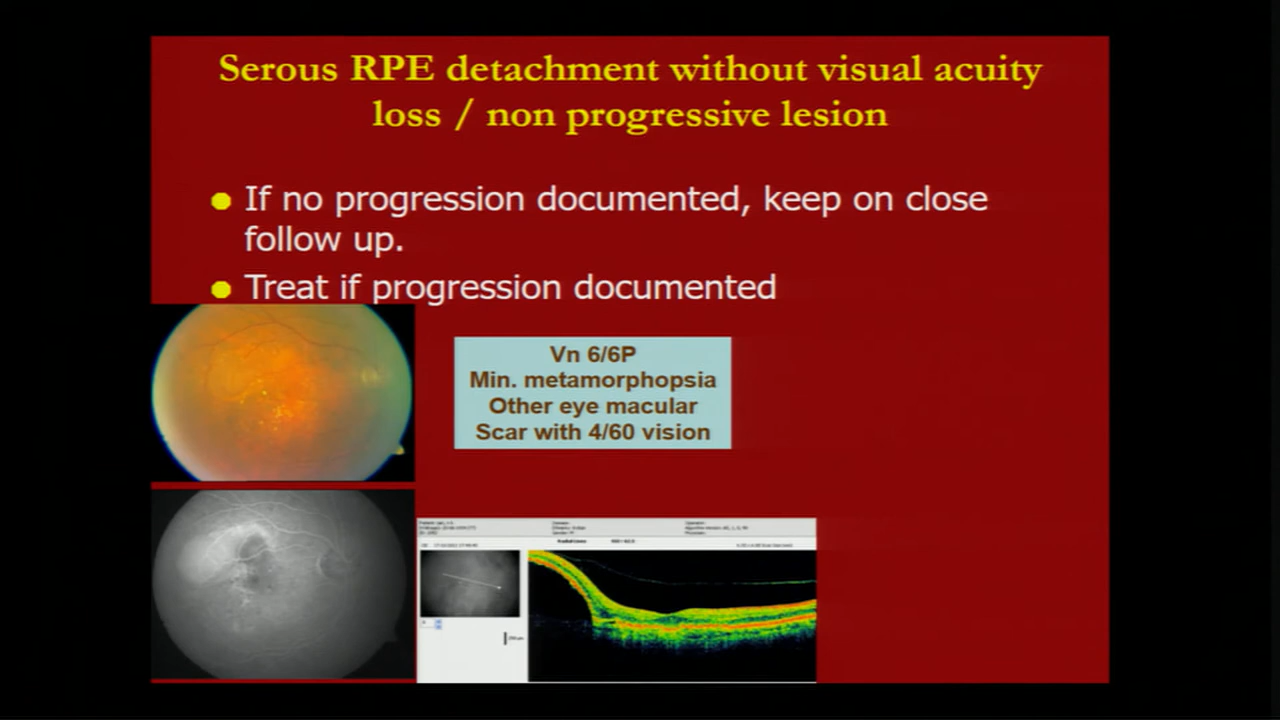 Serous RPE detachment without visual acuity
loss / non progressive lesion
If no progression documented, keep on close
follow up.
Treat if progression documented
Vn 6/6P
Min. metamorphopsia
Other eye macular
Scar with 4/60 vision